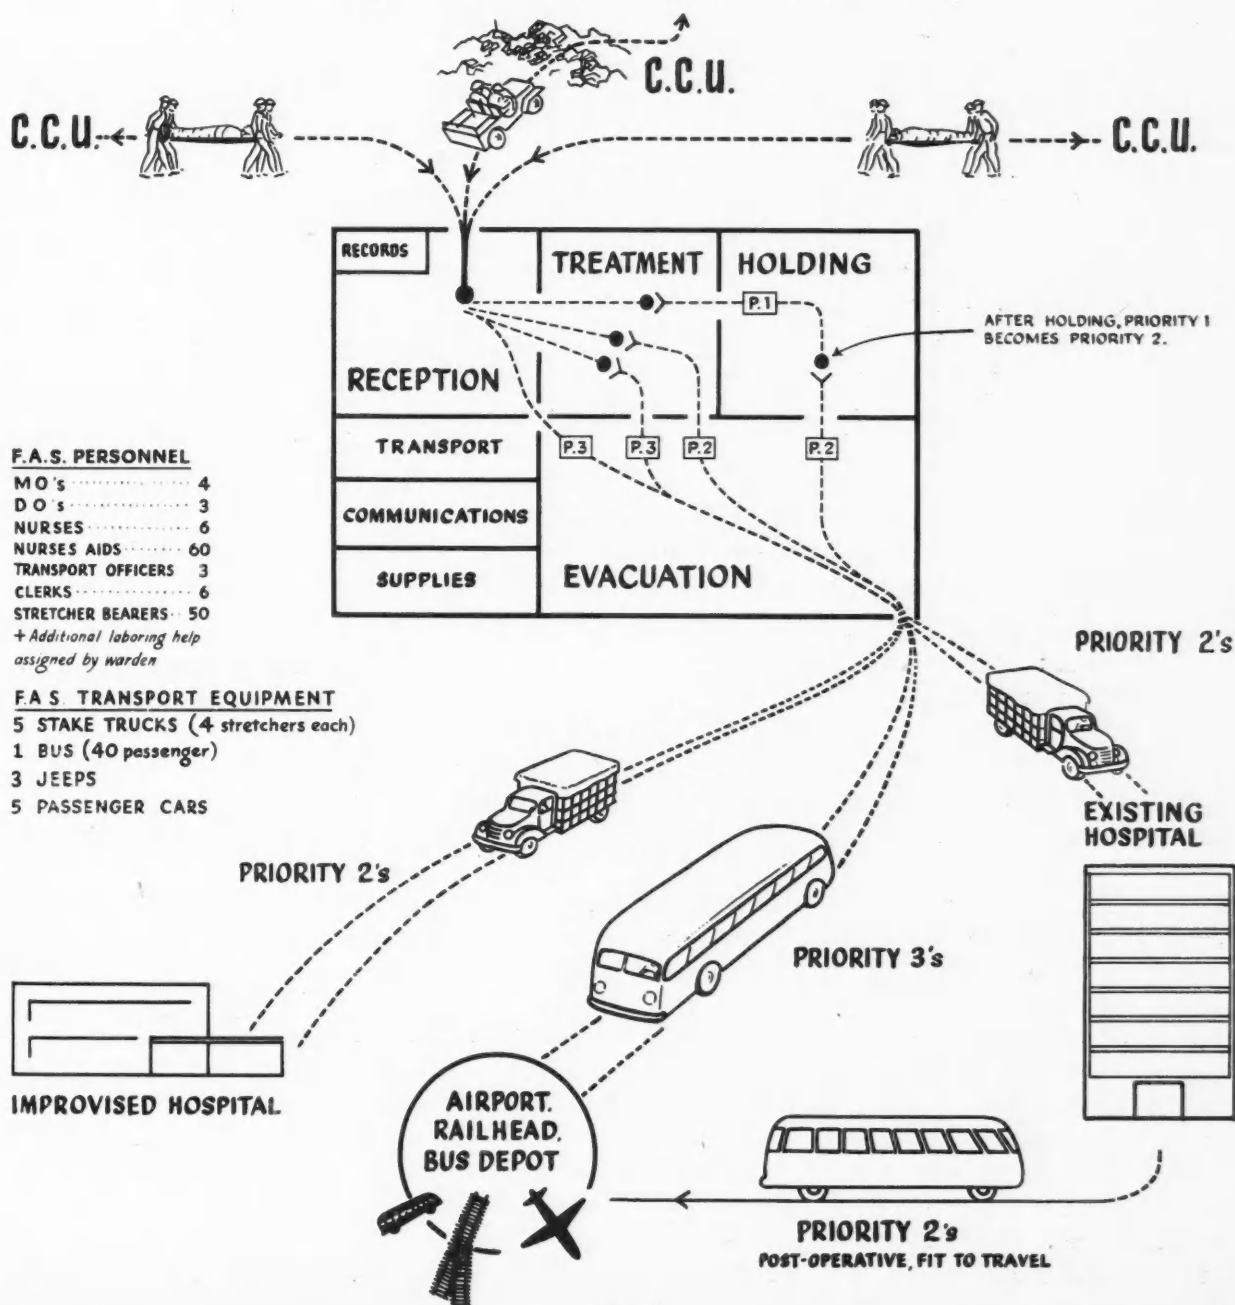 C.C.U.
C.C.U.
C.C.U.
RECORDS
TREATMENT
HOLDING
P.1
AFTER HOLDING, PRIORITY 1
BECOMES PRIORITY 2.
RECEPTION
TRANSPORT
P.3
P.3
P.2
P.2
COMMUNICATIONS
SUPPLIES
EVACUATION
F.A.S. PERSONNEL
MO's 4
DO's 3
NURSES 6
NURSES AIDS 60
TRANSPORT OFFICERS 3
CLERKS 6
STRETCHER BEARERS 50
+ Additional laboring help
assigned by warden
F.A.S. TRANSPORT EQUIPMENT
5 STAKE TRUCKS (4 stretchers each)
1 BUS (40 passenger)
3 JEEPS
5 PASSENGER CARS
PRIORITY 2's
EXISTING
HOSPITAL
PRIORITY 2's
PRIORITY 3's
IMPROVISED HOSPITAL
AIRPORT.
RAILHEAD.
BUS DEPOT
PRIORITY 2's
POST-OPERATIVE, FIT TO TRAVEL